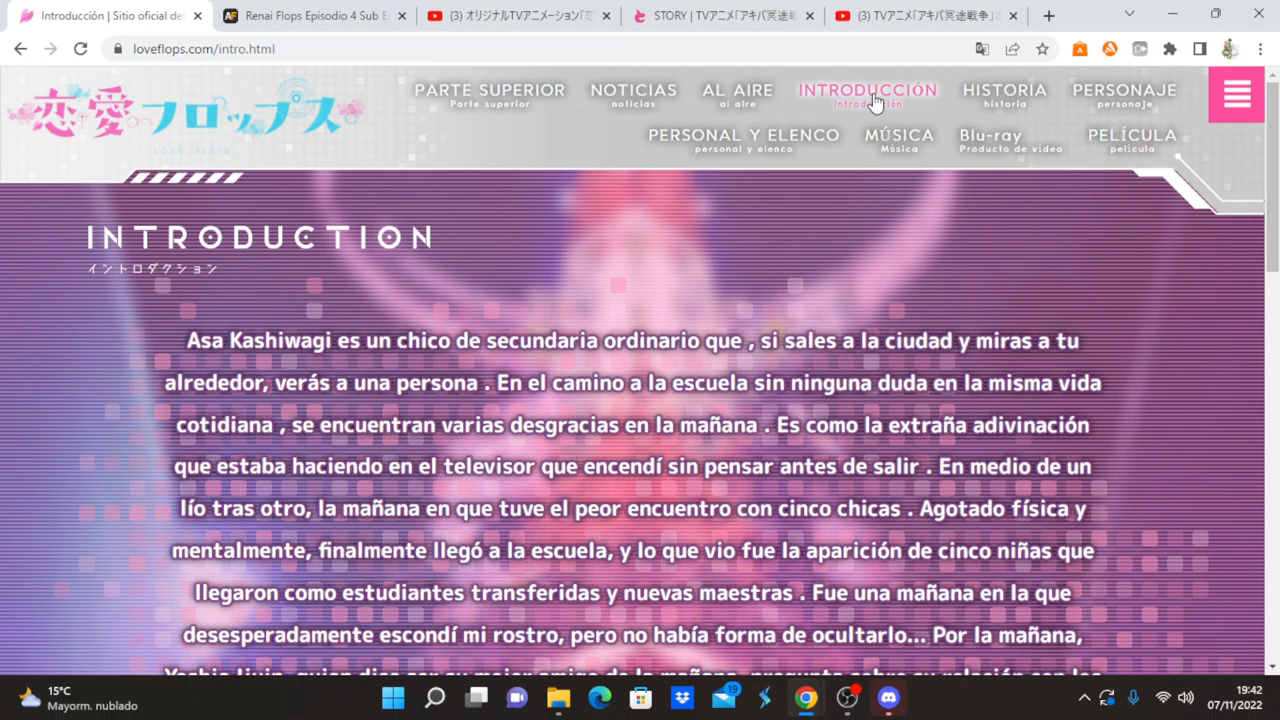 Introducción | Sitio oficial del
Renai Flops Episodio 4 Sub E
(3) オリジナルTVアニメーション「恋
STORY | TVアニメ「アキバ冥途戦
(3) TVアニメ「アキバ冥途戦争」
loveflops.com/intro.html
恋愛フロップス
LOVE FLOPS
PARTE SUPERIOR
Parte superior
NOTICIAS
noticias
AL AIRE
al aire
INTRODUCCIÓN
Introducción
HISTORIA
historia
PERSONAJE
personaje
PERSONAL Y ELENCO
personal y elenco
MÚSICA
Música
Blu-ray
Producto de video
PELÍCULA
película
INTRODUCTION
イントロダクション
Asa Kashiwagi es un chico de secundaria ordinario que , si sales a la ciudad y miras a tu
alrededor, verás a una persona . En el camino a la escuela sin ninguna duda en la misma vida
cotidiana , se encuentran varias desgracias en la mañana . Es como la extraña adivinación
que estaba haciendo en el televisor que encendí sin pensar antes de salir . En medio de un
lío tras otro, la mañana en que tuve el peor encuentro con cinco chicas . Agotado física y
mentalmente, finalmente llegó a la escuela, y lo que vio fue la aparición de cinco niñas que
llegaron como estudiantes transferidas y nuevas maestras . Fue una mañana en la que
desesperadamente escondí mi rostro, pero no había forma de ocultarlo... Por la mañana,
15°C
Mayorm. nublado
19
19:42
07/11/2022